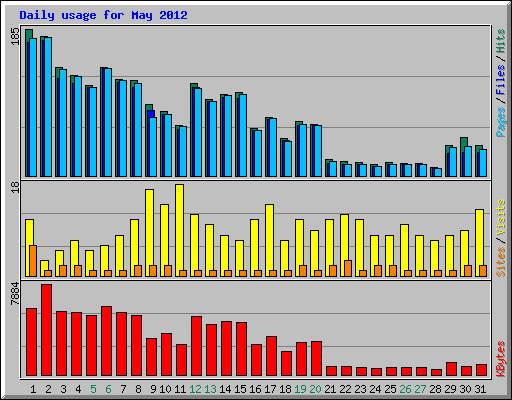 Daily usage for May 2012
185
Pages / Files / Hits
18
Sites / Visits
7884
KBytes
1 2 3 4 5 6 7 8 9 10 11 12 13 14 15 16 17 18 19 20 21 22 23 24 25 26 27 28 29 30 31